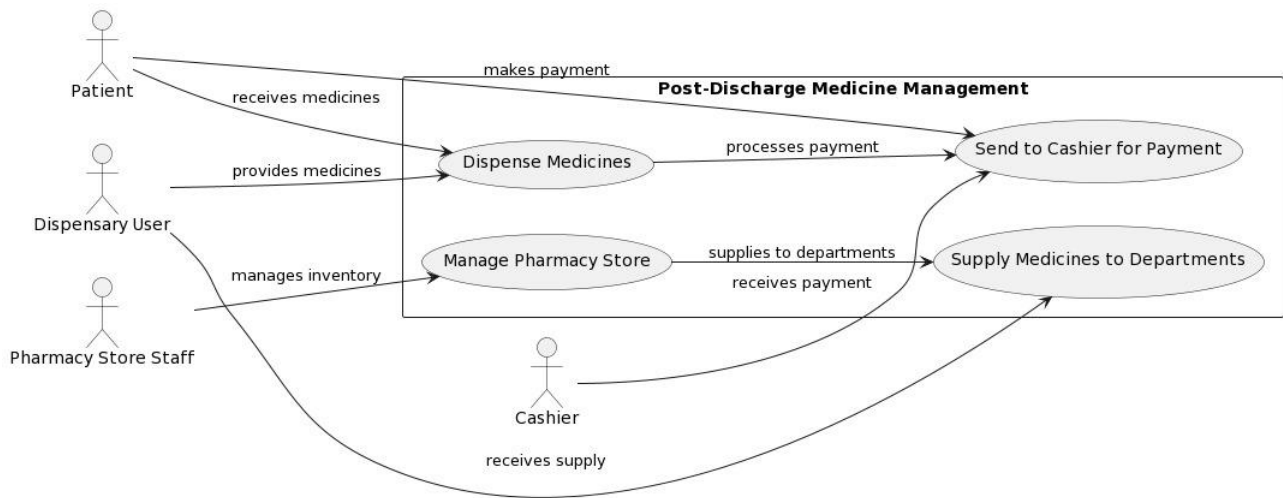 makes payment
Post-Discharge Medicine Management
Patient
receives medicines
processes payment
Send to Cashier for Payment
Dispense Medicines
provides medicines
Dispensary User
supplies to departments
Manage Pharmacy Store
Supply Medicines to Departments
manages inventory
receives payment
Pharmacy Store Staff
Cashier
receives supply